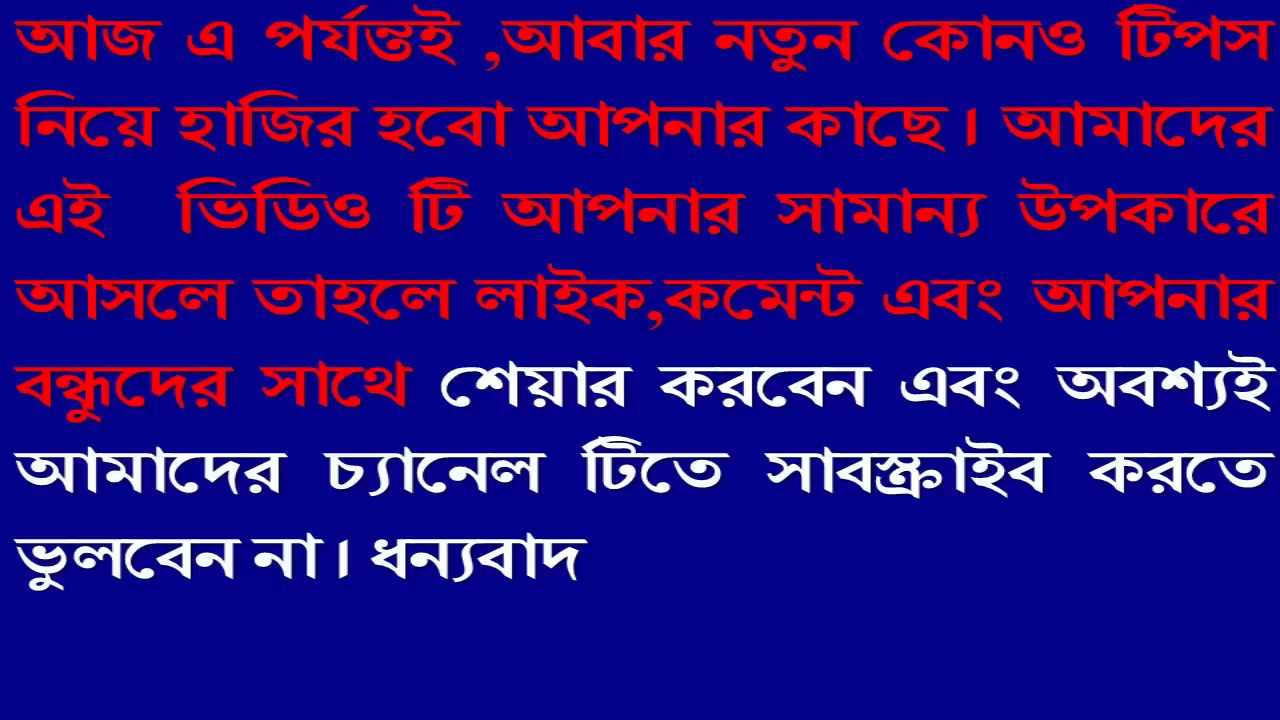 আজ এ পর্যন্তই ,আবার নতুন কোনও টিপস
নিয়ে হাজির হবো আপনার কাছে। আমাদের
এই ভিডিও টি আপনার সামান্য উপকারে
আসলে তাহলে লাইক,কমেন্ট এবং আপনার
বন্ধুদের সাথে শেয়ার করবেন এবং অবশ্যই
আমাদের চ্যানেল টিতে সাবস্ক্রাইব করতে
ভুলবেন না। ধন্যবাদ